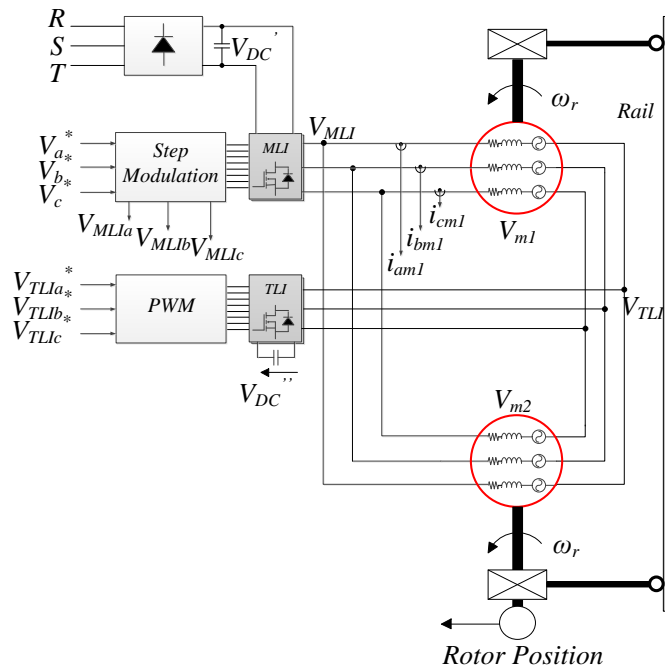 R
S
T
V_DC'
V_a*
V_b*
V_c*
Step
Modulation
MLI
V_MLI
V_MLIa
V_MLIb
V_MLIc
i_am1
i_bm1
i_cm1
ω_r
Rail
V_m1
V_TLIa*
V_TLIb*
V_TLIc*
PWM
TLI
V_DC''
V_TLI
V_m2
ω_r
Rotor Position